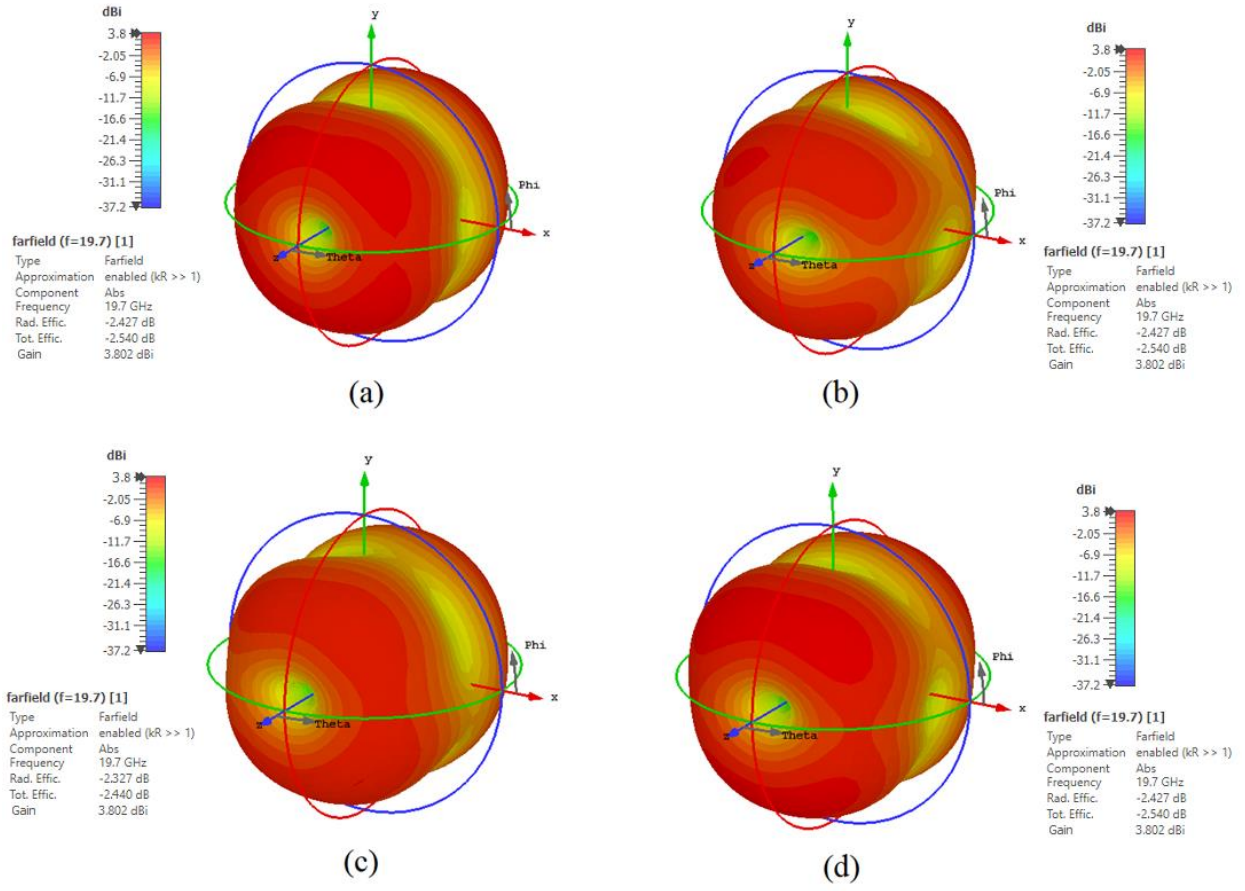 dBi
3.8
-2.05
-6.9
-11.7
-16.6
-21.4
-26.3
-31.1
-37.2
farfield (f=19.7) [1]
Type Farfield
Approximation enabled (kR >> 1)
Component Abs
Frequency 19.7 GHz
Rad. Effic. -2.427 dB
Tot. Effic. -2.540 dB
Gain 3.802 dBi
y
Phi
x
z
Theta
(a)
dBi
3.8
-2.05
-6.9
-11.7
-16.6
-21.4
-26.3
-31.1
-37.2
farfield (f=19.7) [1]
Type Farfield
Approximation enabled (kR >> 1)
Component Abs
Frequency 19.7 GHz
Rad. Effic. -2.427 dB
Tot. Effic. -2.540 dB
Gain 3.802 dBi
y
Phi
x
z
Theta
(b)
dBi
3.8
-2.05
-6.9
-11.7
-16.6
-21.4
-26.3
-31.1
-37.2
farfield (f=19.7) [1]
Type Farfield
Approximation enabled (kR >> 1)
Component Abs
Frequency 19.7 GHz
Rad. Effic. -2.327 dB
Tot. Effic. -2.440 dB
Gain 3.802 dBi
y
Phi
x
z
Theta
(c)
dBi
3.8
-2.05
-6.9
-11.7
-16.6
-21.4
-26.3
-31.1
-37.2
farfield (f=19.7) [1]
Type Farfield
Approximation enabled (kR >> 1)
Component Abs
Frequency 19.7 GHz
Rad. Effic. -2.427 dB
Tot. Effic. -2.540 dB
Gain 3.802 dBi
y
Phi
x
z
Theta
(d)